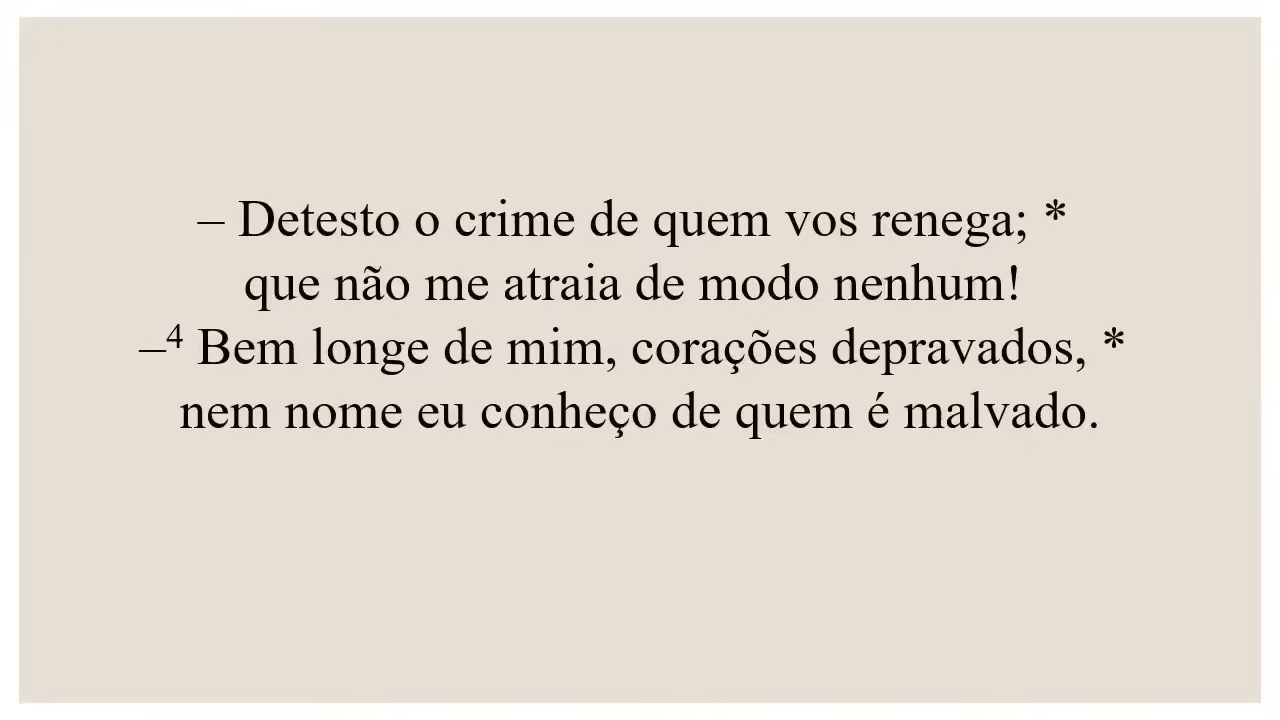 – Detesto o crime de quem vos renega; *
que não me atraia de modo nenhum!
–⁴ Bem longe de mim, corações depravados, *
nem nome eu conheço de quem é malvado.